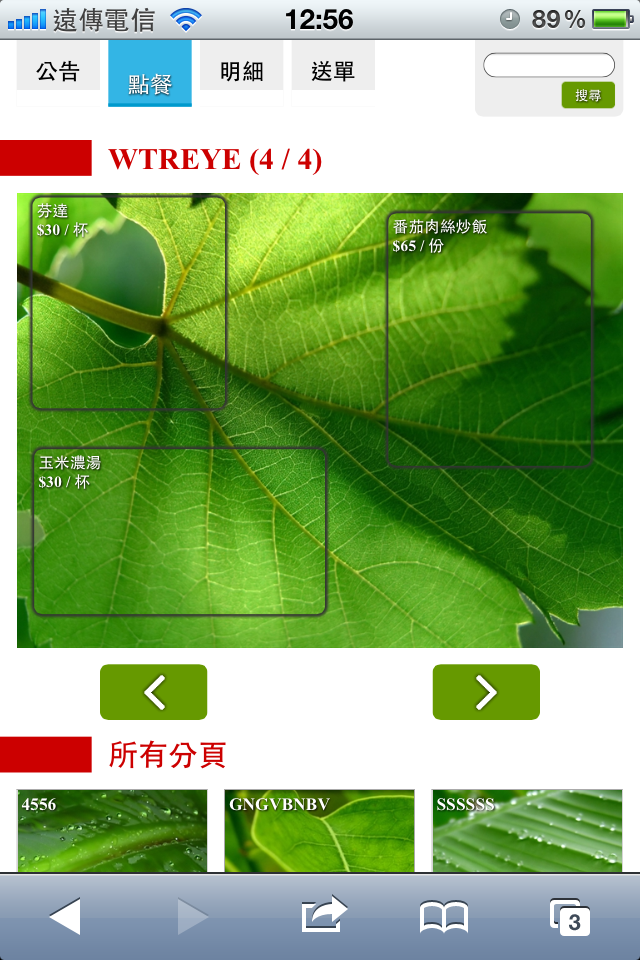 遠傳電信
12:56
89%
公告
點餐
明細
送單
搜尋
WTREYE (4 / 4)
芬達
$30 / 杯
番茄肉絲炒飯
$65 / 份
玉米濃湯
$30 / 杯
所有分頁
4556
GNGVBNBV
SSSSSS
3